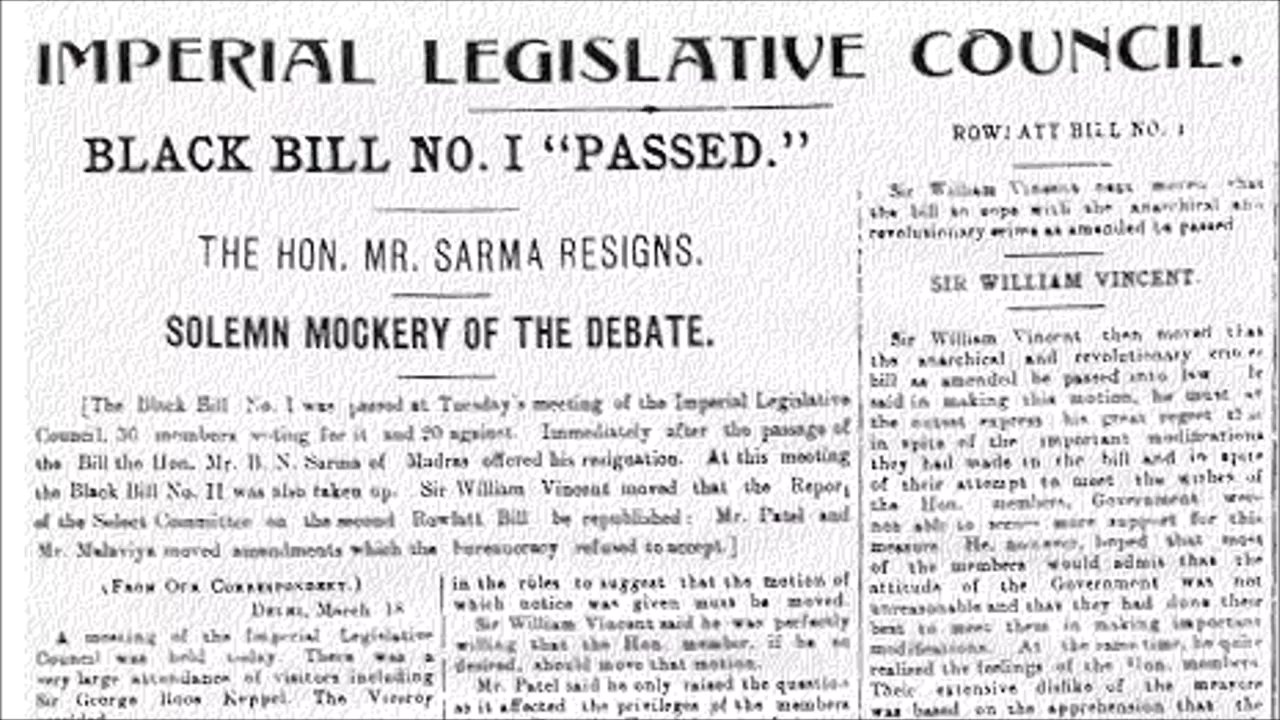 IMPERIAL LEGISLATIVE COUNCIL.
BLACK BILL NO. I “PASSED.”
THE HON. MR. SARMA RESIGNS.
SOLEMN MOCKERY OF THE DEBATE.
[The Black Bill No. I was passed at Tuesday's meeting of the Imperial Legislative
Council, 30 members voting for it and 20 against. Immediately after the passage of
the Bill the Hon. Mr. B. N. Sarma of Madras offered his resignation. At this meeting
the Black Bill No. II was also taken up. Sir William Vincent moved that the Report
of the Select Committee on the second Rowlatt Bill be republished: Mr. Patel and
Mr. Malaviya moved amendments which the bureaucracy refused to accept.]
(FROM OUR CORRESPONDENT.)
DELHI, March 18
A meeting of the Imperial Legislative
Council was held today. There was a
very large attendance of visitors including
Sir George Roos Keppel. The Viceroy
in the rules to suggest that the motion of
which notice was given must be moved.
Sir William Vincent said he was perfectly
willing that the Hon. member, if he so
desired, should move that motion.
Mr. Patel said he only raised the question
as it affected the privileges of the members
ROWLATT BILL NO. I
Sir William Vincent next moved that
the bill to cope with the anarchical and
revolutionary crime as amended be passed
SIR WILLIAM VINCENT.
Sir William Vincent then moved that
the anarchical and revolutionary crimes
bill as amended be passed into law
said in making this motion, he must at
the outset express his great regret that
in spite of the important modifications
they had made in the bill and in spite
of their attempt to meet the wishes of
the Hon. members, Government were
not able to secure more support for this
measure. He, however, hoped that most
of the members would admit that the
attitude of the Government was not
unreasonable and that they had done their
best to meet them in making important
modifications. At the same time, he quite
realised the feelings of the Hon. members.
Their extensive dislike of the measure
was based on the apprehension that the